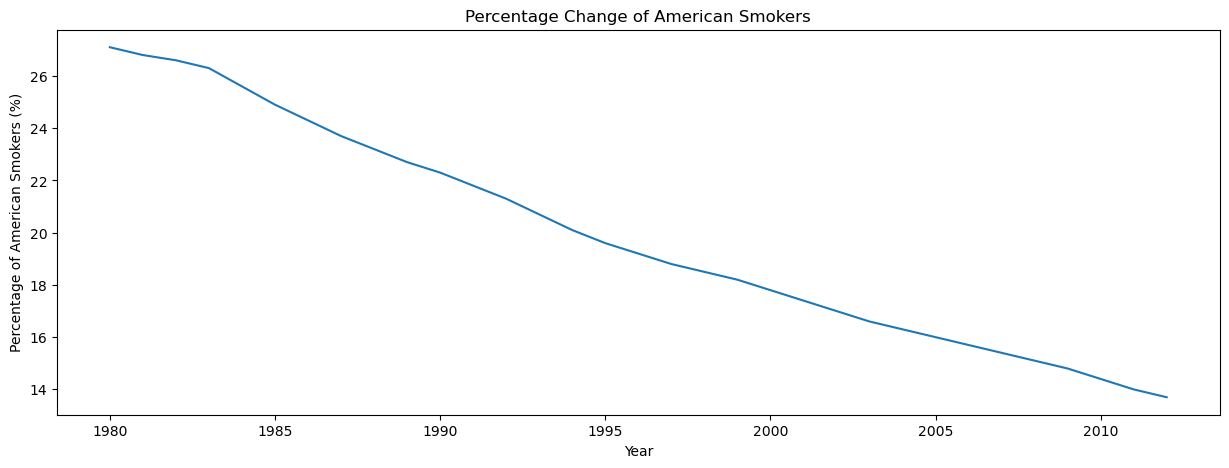 Percentage Change of American Smokers
Percentage of American Smokers (%)
26
24
22
20
18
16
14
1980 1985 1990 1995 2000 2005 2010
Year